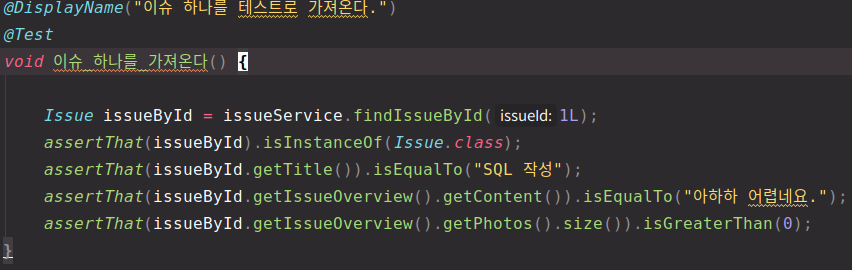 @DisplayName("이슈 하나를 테스트로 가져온다.")
@Test
void 이슈_하나를_가져온다() {
Issue issueById = issueService.findIssueById( issueId: 1L);
assertThat(issueById).isInstanceOf(Issue.class);
assertThat(issueById.getTitle()).isEqualTo("SQL 작성");
assertThat(issueById.getIssueOverview().getContent()).isEqualTo("아하하 어렵네요.");
assertThat(issueById.getIssueOverview().getPhotos().size()).isGreaterThan(0);
}